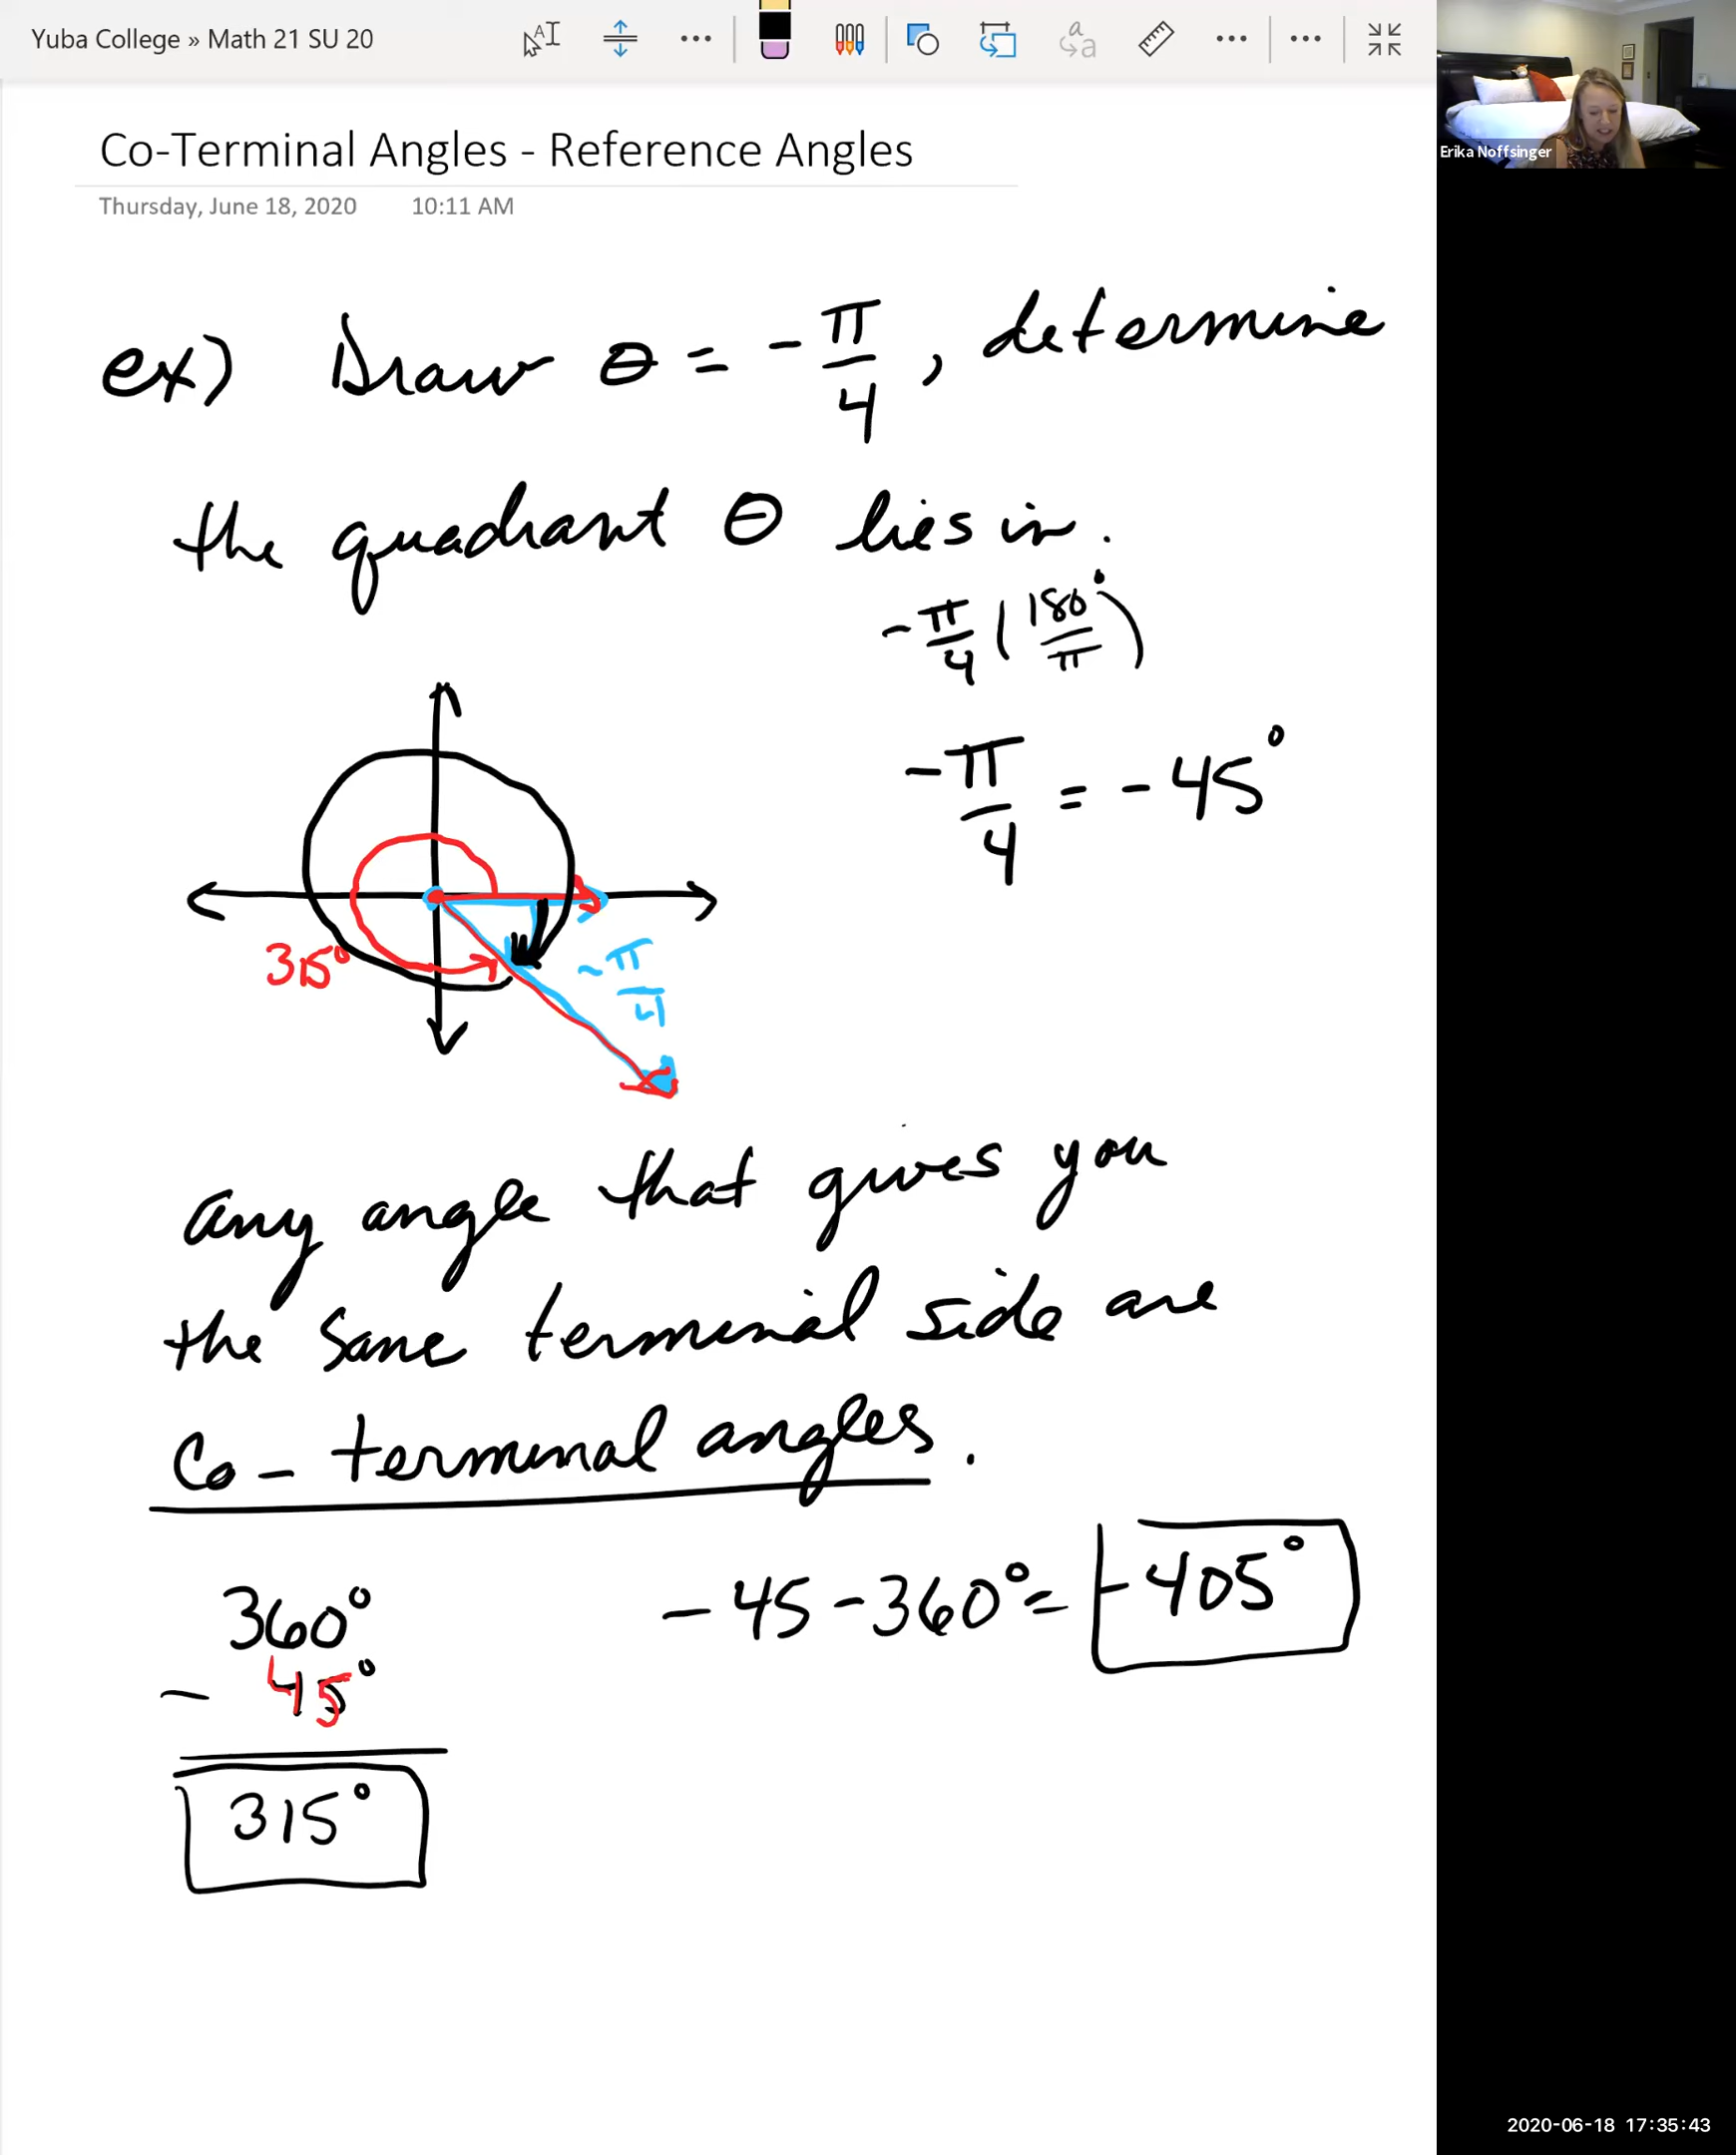 Yuba College » Math 21 SU 20
Erika Noffsinger
Co-Terminal Angles - Reference Angles
Thursday, June 18, 2020 10:11 AM
ex) Draw θ = -π/4, determine
the quadrant θ lies in.
-π/4 (180°/π)
-π/4 = -45°
315°
-π/4
any angle that gives you
the same terminal side are
Co-terminal angles.
360°
- 45°
315°
-45-360°= -405°
2020-06-18 17:35:43